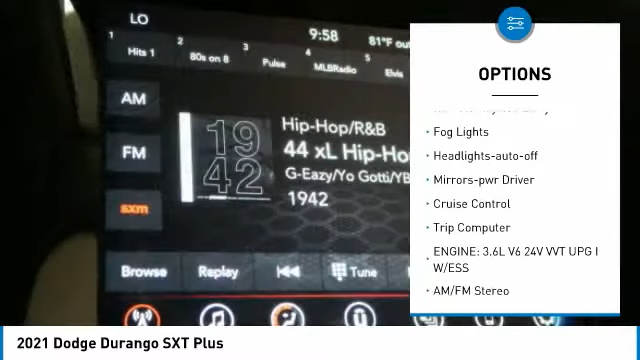 LO
9:58
81°F
1
Hits 1
2
80s on 8
3
Pulse
4
MLBRadio
5
Elvis
AM
FM
sxm
19
42
Hip-Hop/R&B
44 xL Hip-Ho
G-Eazy/Yo Gotti/YB
1942
Browse
Replay
Tune
OPTIONS
Fog Lights
Headlights-auto-off
Mirrors-pwr Driver
Cruise Control
Trip Computer
ENGINE: 3.6L V6 24V VVT UPG I
W/ESS
AM/FM Stereo
2021 Dodge Durango SXT Plus